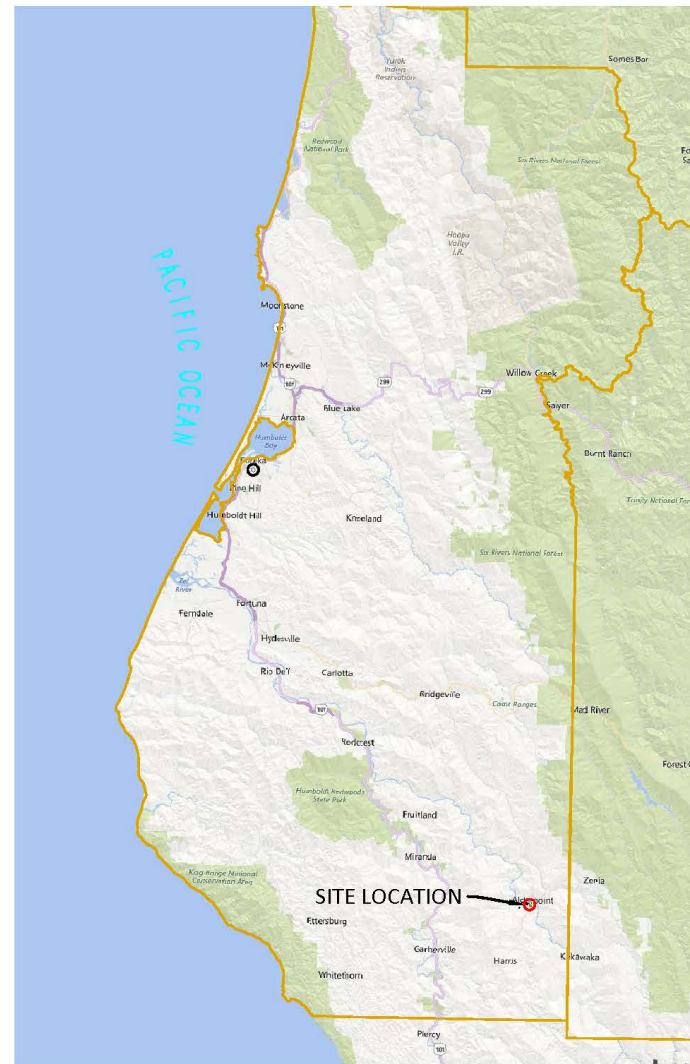 Somes Bar
Yurok
Indian
Reservation
Redwood
National Park
Six Rivers National Forest
Hoopa
Valley
I.R.
PACIFIC OCEAN
Moonstone
101
McKinleyville
299
Willow Creek
101
299
Blue Lake
Salyer
Arcata
Humboldt
Bay
Burnt Ranch
Eureka
Pine Hill
Humboldt Hill
Kneeland
Six Rivers National Forest
Eel
River
Ferndale
Fortuna
Hydesville
Rio Dell
Carlotta
Bridgeville
Coast Ranges
Mad River
101
Redcrest
Humboldt Redwoods
State Park
Fruitland
Miranda
King Range National
Conservation Area
Zenia
SITE LOCATION
Alderpoint
Ettersburg
Garberville
Harris
Kekawaka
Whitethorn
Piercy
101